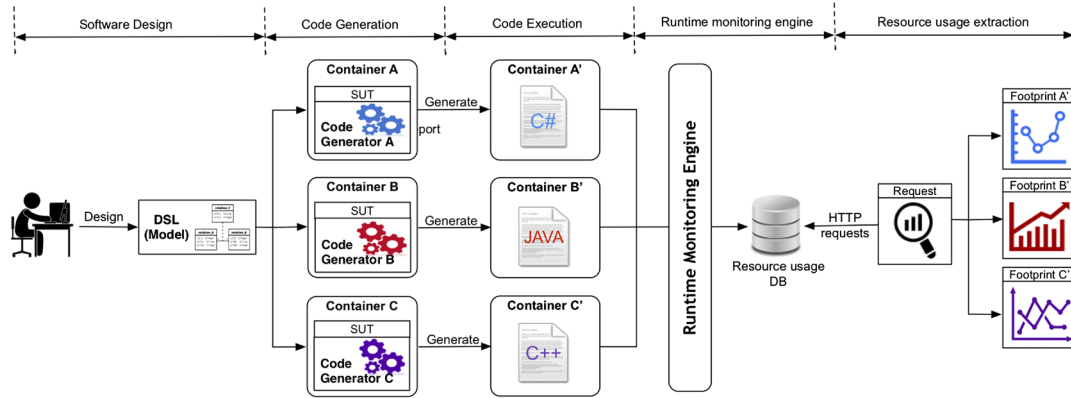 Software Design
Code Generation
Code Execution
Runtime monitoring engine
Resource usage extraction
Container A
SUT
Code
Generator A
Generate
port
Container A'
C#
Container B
SUT
Code
Generator B
Generate
Container B'
JAVA
Container C
SUT
Code
Generator C
Generate
Container C'
C++
Design
DSL
(Model)
Runtime Monitoring Engine
Resource usage
DB
HTTP
requests
Request
Footprint A'
Footprint B'
Footprint C'